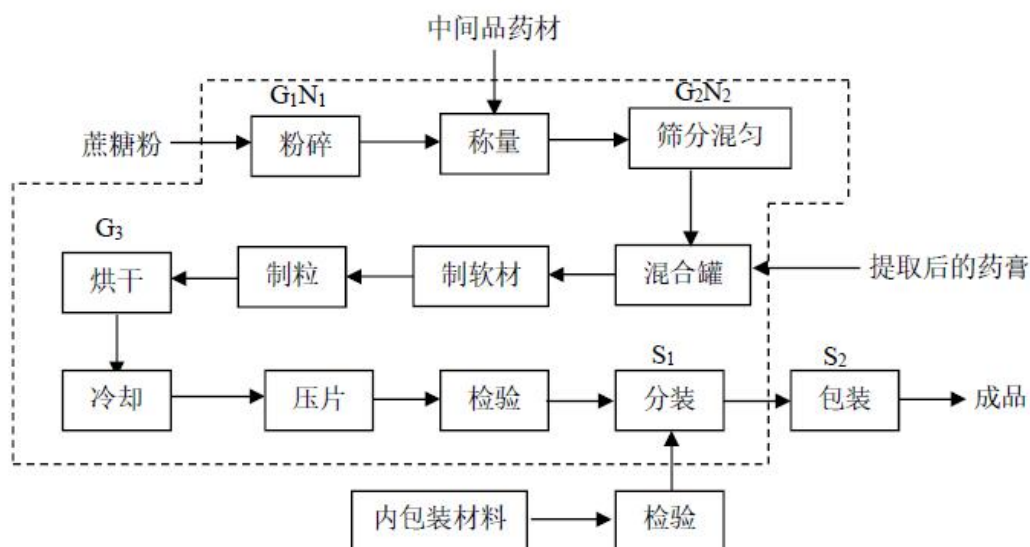 中间品药材
G₁N₁
G₂N₂
蔗糖粉
粉碎
称量
筛分混匀
G₃
烘干
制粒
制软材
混合罐
提取后的药膏
S₁
S₂
冷却
压片
检验
分装
包装
成品
内包装材料
检验